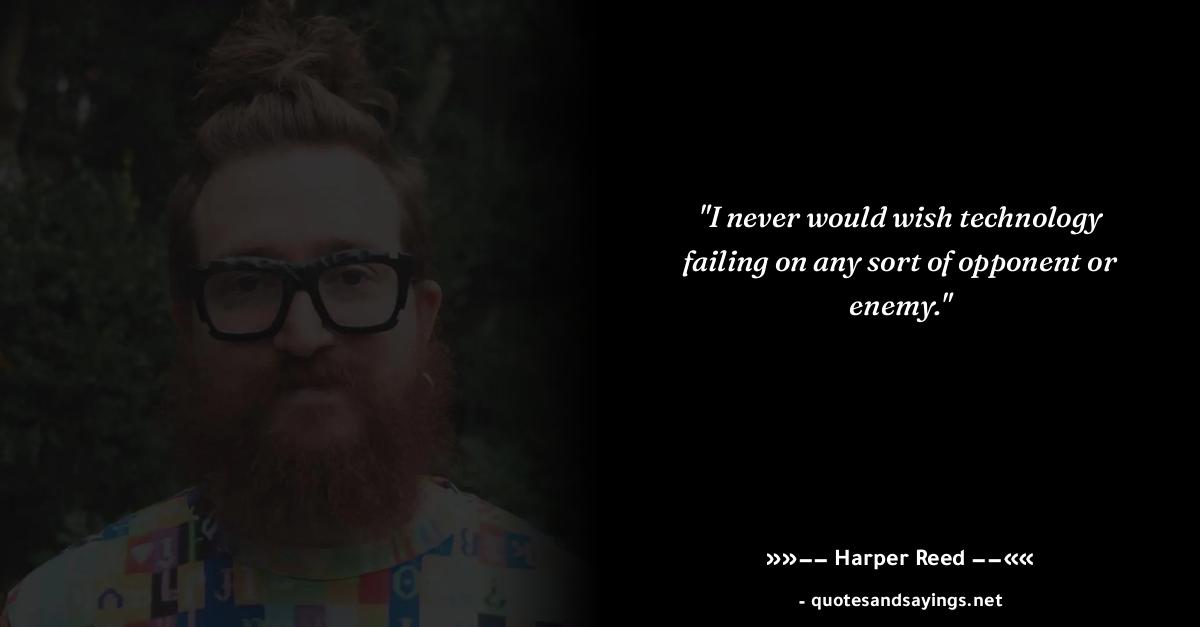 "I never would wish technology
failing on any sort of opponent or
enemy."
»»−− Harper Reed −−««
- quotesandsayings.net